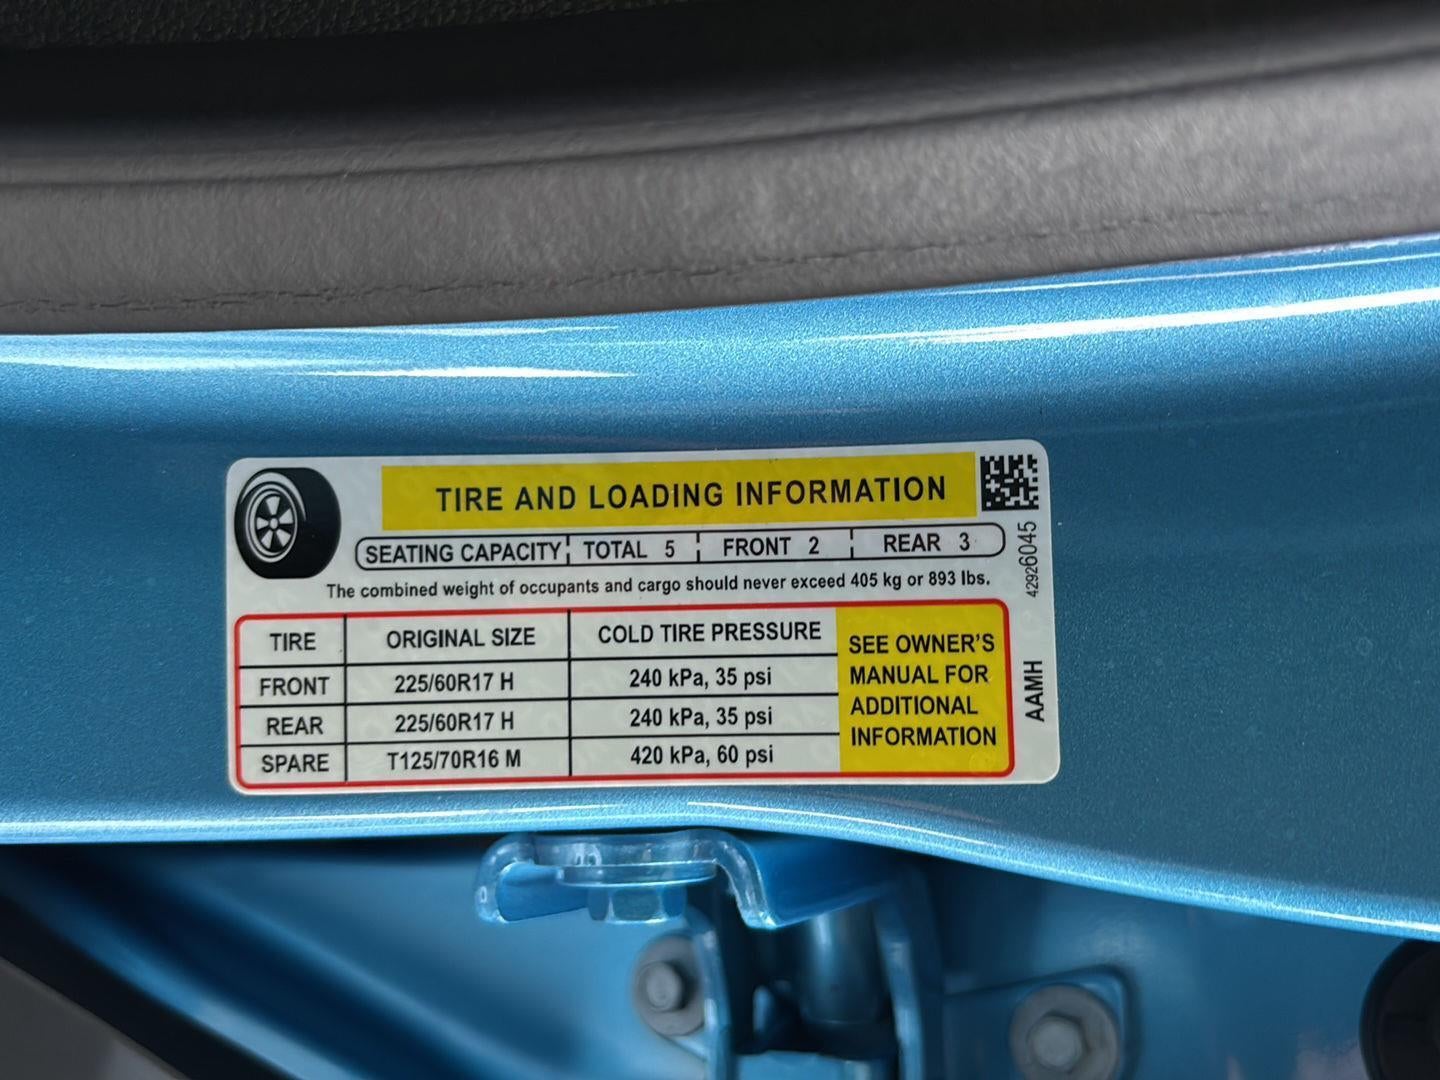 TIRE AND LOADING INFORMATION
SEATING CAPACITY TOTAL 5 FRONT 2 REAR 3
The combined weight of occupants and cargo should never exceed 405 kg or 893 lbs.
TIRE ORIGINAL SIZE COLD TIRE PRESSURE
FRONT 225/60R17 H 240 kPa, 35 psi
REAR 225/60R17 H 240 kPa, 35 psi
SPARE T125/70R16 M 420 kPa, 60 psi
SEE OWNER'S
MANUAL FOR
ADDITIONAL
INFORMATION
42926045
AAMH